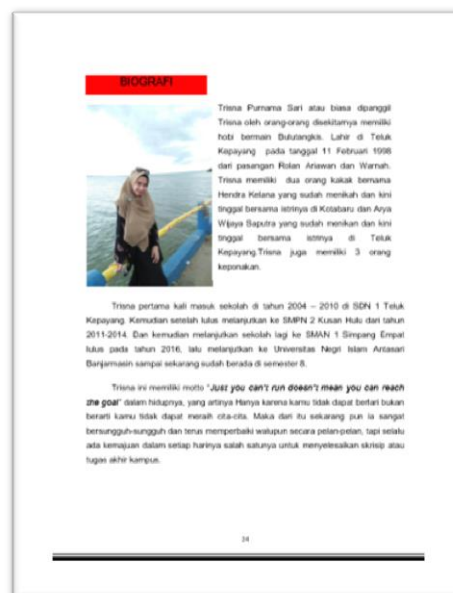 BIOGRAFI
Trisna Purnama Sari atau biasa dipanggil
Trisna oleh orang-orang disekitarnya memiliki
hobi bermain Bulutangkis. Lahir di Teluk
Kepayang pada tanggal 11 Februari 1998
dari pasangan Rolan Ariawan dan Warnah.
Trisna memiliki dua orang kakak bernama
Hendra Kelana yang sudah menikah dan kini
tinggal bersama istrinya di Kotabaru dan Arya
Wijaya Saputra yang sudah menikan dan kini
tinggal bersama istrinya di Teluk
Kepayang.Trisna juga memiliki 3 orang
keponakan.
Trisna pertama kali masuk sekolah di tahun 2004 – 2010 di SDN 1 Teluk
Kepayang. Kemudian setelah lulus melanjutkan ke SMPN 2 Kusan Hulu dari tahun
2011-2014. Dan kemudian melanjutkan sekolah lagi ke SMAN 1 Simpang Empat
lulus pada tahun 2016, lalu melanjutkan ke Universitas Negri Islam Antasari
Banjarmasin sampai sekarang sudah berada di semester 8.
Trisna ini memiliki motto "Just you can't run doesn't mean you can reach
the goal" dalam hidupnya, yang artinya Hanya karena kamu tidak dapat berlari bukan
berarti kamu tidak dapat meraih cita-cita. Maka dari itu sekarang pun ia sangat
bersungguh-sungguh dan terus memperbaiki walupun secara pelan-pelan, tapi selalu
ada kemajuan dalam setiap harinya salah satunya untuk menyelesaikan skrisip atau
tugas akhir kampus.
24